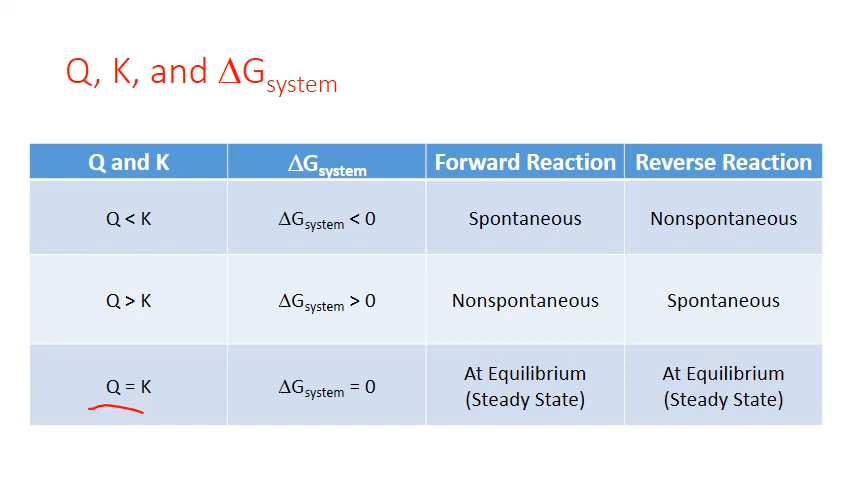 Q, K, and ΔGsystem
Q and K ΔGsystem Forward Reaction Reverse Reaction
Q < K ΔGsystem < 0 Spontaneous Nonspontaneous
Q > K ΔGsystem > 0 Nonspontaneous Spontaneous
Q = K ΔGsystem = 0 At Equilibrium At Equilibrium
(Steady State) (Steady State)